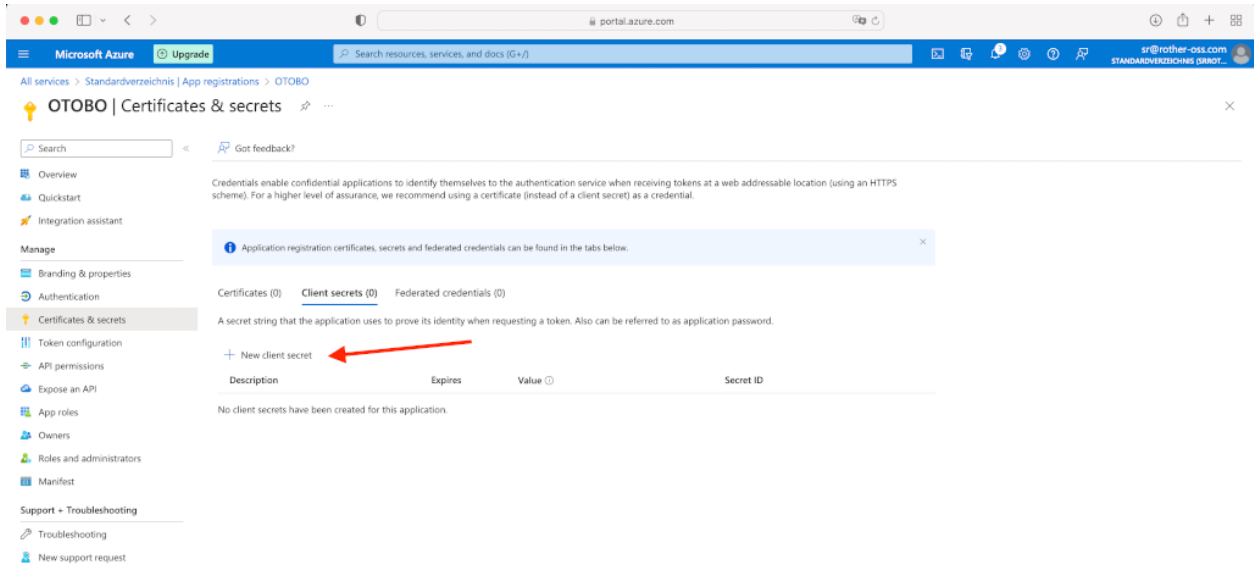 portal.azure.com
Microsoft Azure
Upgrade
Search resources, services, and docs (G+/)
1
sr@rother-oss.com
STANDARDVERZEICHNIS (SRROT...
All services > Standardverzeichnis | App registrations > OTOBO
OTOBO | Certificates & secrets
Search
Got feedback?
Overview
Quickstart
Integration assistant
Manage
Branding & properties
Authentication
Certificates & secrets
Token configuration
API permissions
Expose an API
App roles
Owners
Roles and administrators
Manifest
Support + Troubleshooting
Troubleshooting
New support request
Credentials enable confidential applications to identify themselves to the authentication service when receiving tokens at a web addressable location (using an HTTPS
scheme). For a higher level of assurance, we recommend using a certificate (instead of a client secret) as a credential.
Application registration certificates, secrets and federated credentials can be found in the tabs below.
Certificates (0) Client secrets (0) Federated credentials (0)
A secret string that the application uses to prove its identity when requesting a token. Also can be referred to as application password.
New client secret
Description Expires Value Secret ID
No client secrets have been created for this application.